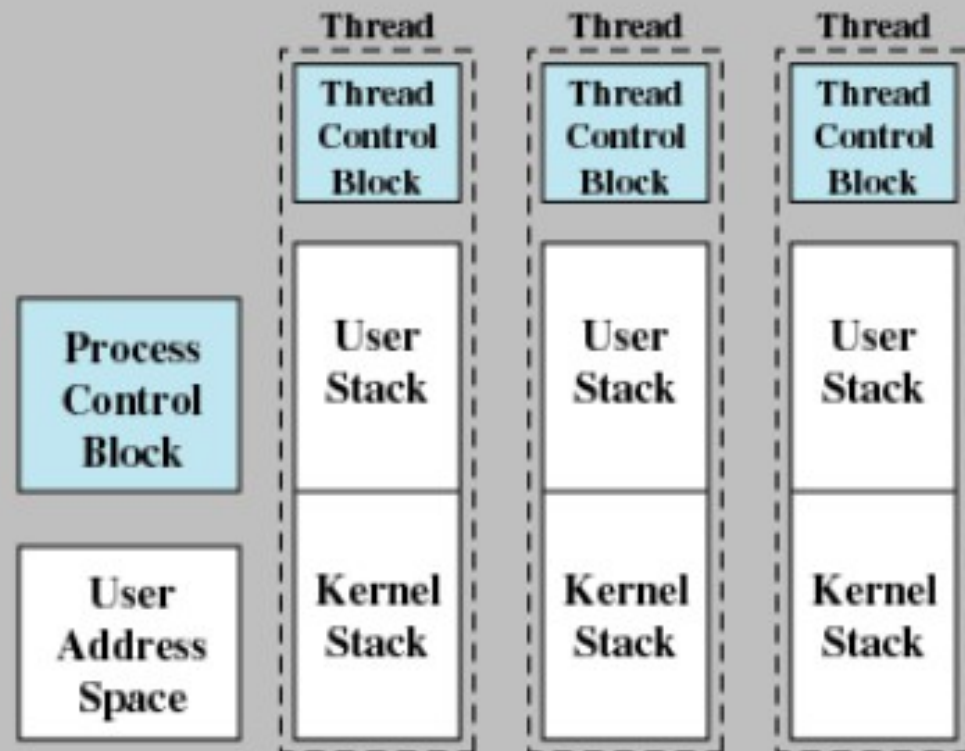 Thread
Thread
Thread
Thread
Control
Block
Thread
Control
Block
Thread
Control
Block
Process
Control
Block
User
Address
Space
User
Stack
User
Stack
User
Stack
Kernel
Stack
Kernel
Stack
Kernel
Stack